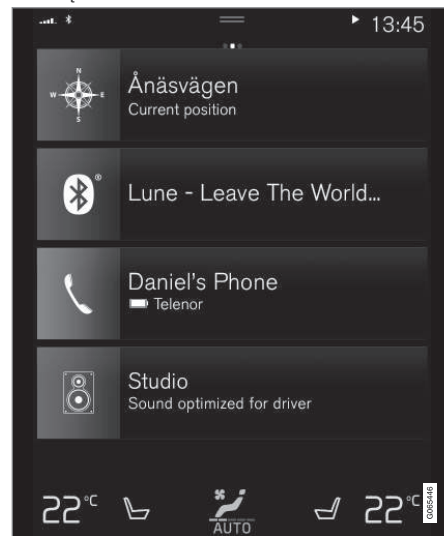 13:45
N
W E
S
Ånäsvägen
Current position
Lune - Leave The World...
Daniel's Phone
Telenor
Studio
Sound optimized for driver
22°C
AUTO
22°C
G065446